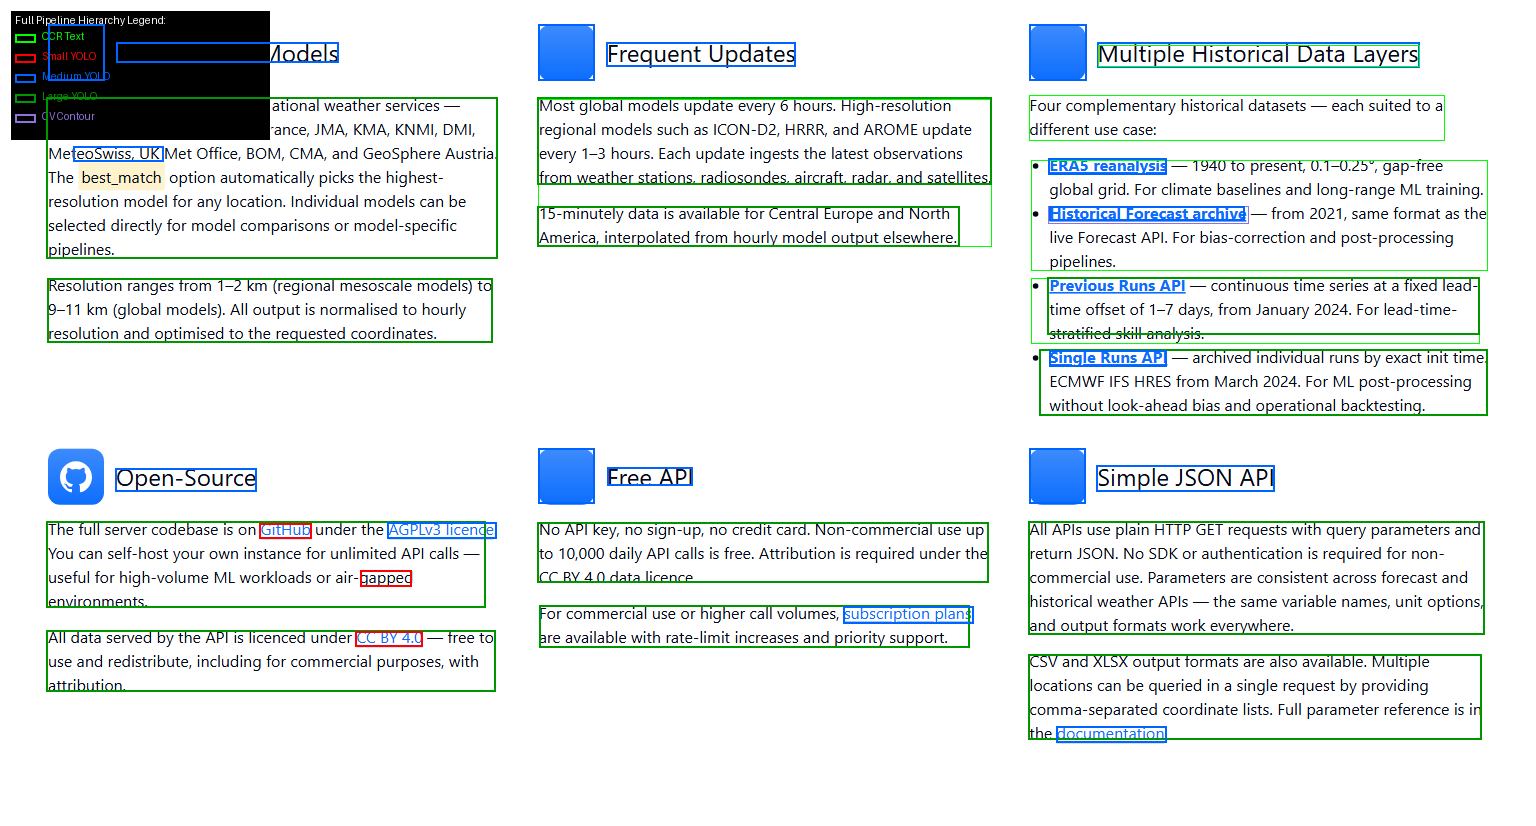 Full Pipeline Hierarchy Legend:
OCR Text
Small YOLO
Medium YOLO
Large YOLO
CV Contour
Models
ational weather services —
rance, JMA, KMA, KNMI, DMI,
MeteoSwiss, UK Met Office, BOM, CMA, and GeoSphere Austria.
The best_match option automatically picks the highest-
resolution model for any location. Individual models can be
selected directly for model comparisons or model-specific
pipelines.
Resolution ranges from 1–2 km (regional mesoscale models) to
9–11 km (global models). All output is normalised to hourly
resolution and optimised to the requested coordinates.
Frequent Updates
Most global models update every 6 hours. High-resolution
regional models such as ICON-D2, HRRR, and AROME update
every 1–3 hours. Each update ingests the latest observations
from weather stations, radiosondes, aircraft, radar, and satellites.
15-minutely data is available for Central Europe and North
America, interpolated from hourly model output elsewhere.
Multiple Historical Data Layers
Four complementary historical datasets — each suited to a
different use case:
• ERA5 reanalysis — 1940 to present, 0.1–0.25°, gap-free
global grid. For climate baselines and long-range ML training.
• Historical Forecast archive — from 2021, same format as the
live Forecast API. For bias-correction and post-processing
pipelines.
• Previous Runs API — continuous time series at a fixed lead-
time offset of 1–7 days, from January 2024. For lead-time-
stratified skill analysis.
• Single Runs API — archived individual runs by exact init time.
ECMWF IFS HRES from March 2024. For ML post-processing
without look-ahead bias and operational backtesting.
Open-Source
The full server codebase is on GitHub under the AGPLv3 licence.
You can self-host your own instance for unlimited API calls —
useful for high-volume ML workloads or air-gapped
environments.
All data served by the API is licenced under CC BY 4.0 — free to
use and redistribute, including for commercial purposes, with
attribution.
Free API
No API key, no sign-up, no credit card. Non-commercial use up
to 10,000 daily API calls is free. Attribution is required under the
CC BY 4.0 data licence.
For commercial use or higher call volumes, subscription plans
are available with rate-limit increases and priority support.
Simple JSON API
All APIs use plain HTTP GET requests with query parameters and
return JSON. No SDK or authentication is required for non-
commercial use. Parameters are consistent across forecast and
historical weather APIs — the same variable names, unit options,
and output formats work everywhere.
CSV and XLSX output formats are also available. Multiple
locations can be queried in a single request by providing
comma-separated coordinate lists. Full parameter reference is in
the documentation.